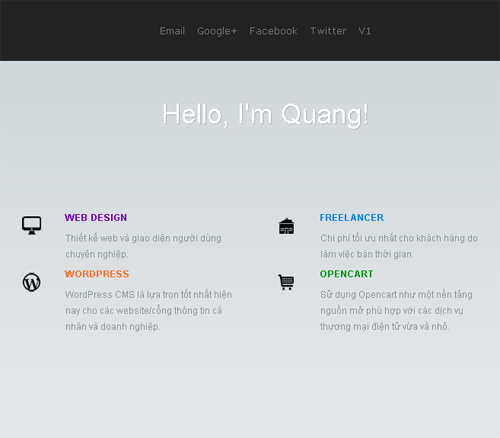 Email Google+ Facebook Twitter V1
Hello, I'm Quang!
WEB DESIGN
Thiết kế web và giao diện người dùng
chuyên nghiệp.
FREELANCER
Chi phí tối ưu nhất cho khách hàng do
làm việc bán thời gian.
WORDPRESS
WordPress CMS là lựa trọn tốt nhất hiện
nay cho các website/cổng thông tin cá
nhân và doanh nghiệp.
OPENCART
Sử dụng Opencart như một nền tảng
nguồn mở phù hợp với các dịch vụ
thương mại điện tử vừa và nhỏ.